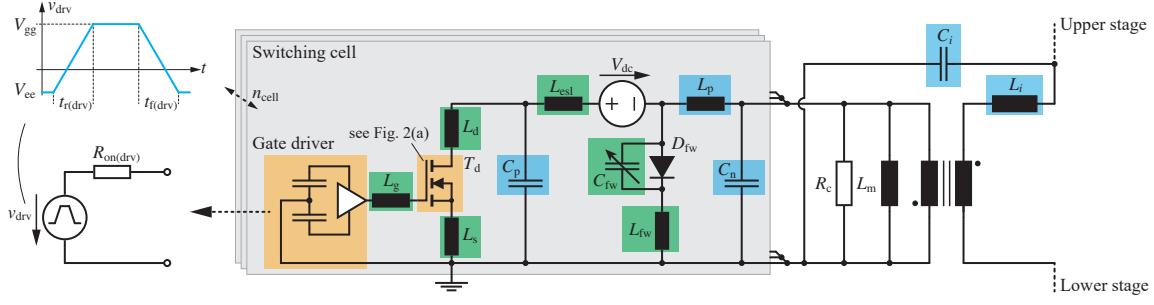 v_drv
V_gg
t
V_ee
t_r(drv) t_f(drv)
R_on(drv)
v_drv
n_cell
Switching cell
Gate driver
see Fig. 2(a)
L_g
T_d
L_d
L_s
C_p
L_esl
V_dc
+ −
D_fw
C_fw
L_fw
L_p
C_n
R_c
L_m
C_i
L_i
Upper stage
Lower stage